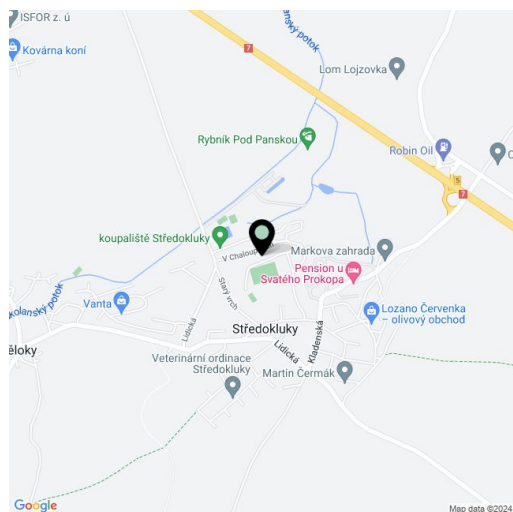 ISFOR z. ú
Kovárna koní
7
Lom Lojzovka
Rybník Pod Panskou
Robin Oil
5
7
koupaliště Středokluky
Markova zahrada
Pension u
Svatého Prokopa
Starý vrch
Lidická
Vanta
Lozano Červenka
– olivový obchod
Středokluky
ěloky
Lidická
Kladenská
Veterinární ordinace
Středokluky
Martin Čermák
Google
Map data ©2024